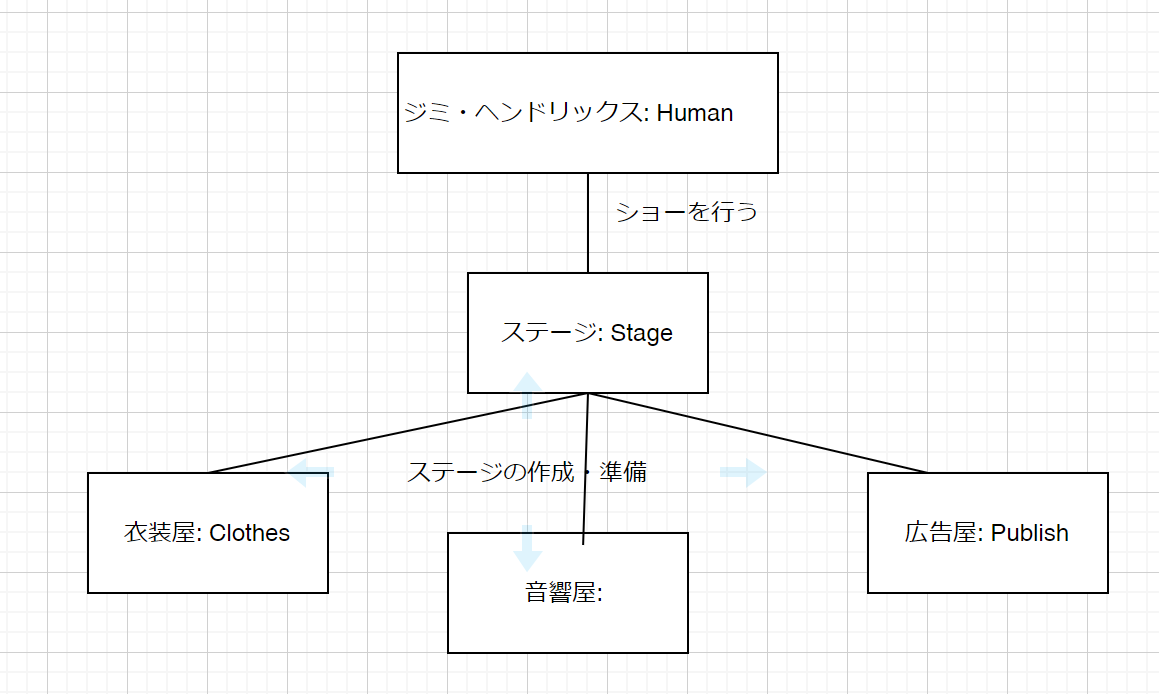 ジミ・ヘンドリックス: Human
ショーを行う
ステージ: Stage
ステージの作成・準備
衣装屋: Clothes
音響屋:
広告屋: Publish